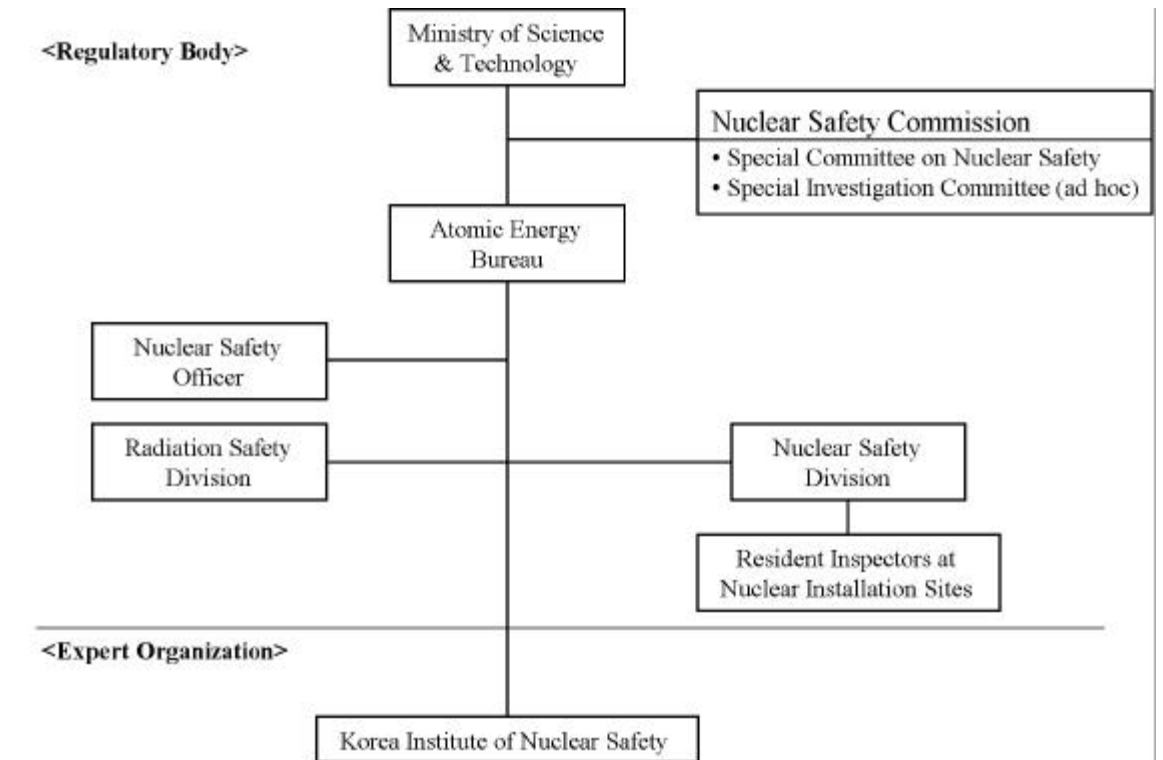 <Regulatory Body>
Ministry of Science
& Technology
Nuclear Safety Commission
• Special Committee on Nuclear Safety
• Special Investigation Committee (ad hoc)
Atomic Energy
Bureau
Nuclear Safety
Officer
Radiation Safety
Division
Nuclear Safety
Division
Resident Inspectors at
Nuclear Installation Sites
<Expert Organization>
Korea Institute of Nuclear Safety